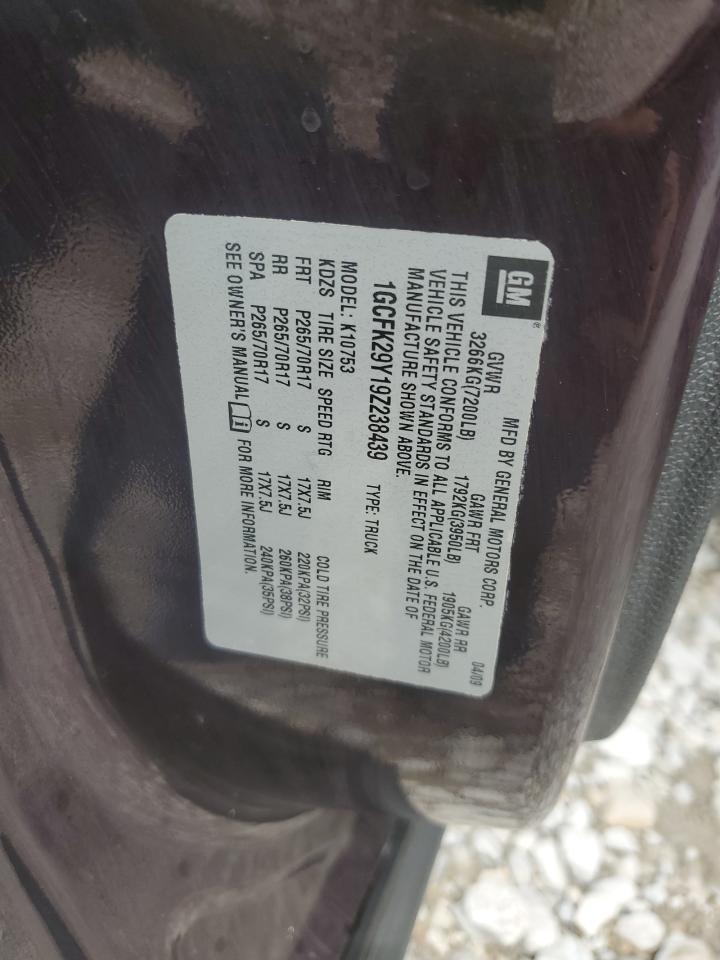 GM®
MFD BY GENERAL MOTORS CORP. 04/09
GVWR GAWR FRT GAWR RR
3266KG(7200LB) 1792KG(3950LB) 1905KG(4200LB)
THIS VEHICLE CONFORMS TO ALL APPLICABLE U.S. FEDERAL MOTOR
VEHICLE SAFETY STANDARDS IN EFFECT ON THE DATE OF
MANUFACTURE SHOWN ABOVE.
1GCFK29Y19Z238439 TYPE: TRUCK
MODEL: K10753
KDZS TIRE SIZE SPEED RTG RIM COLD TIRE PRESSURE
FRT P265/70R17 S 17X7.5J 220KPA(32PSI)
RR P265/70R17 S 17X7.5J 260KPA(38PSI)
SPA P265/70R17 S 17X7.5J 240KPA(35PSI)
SEE OWNER'S MANUAL i FOR MORE INFORMATION.